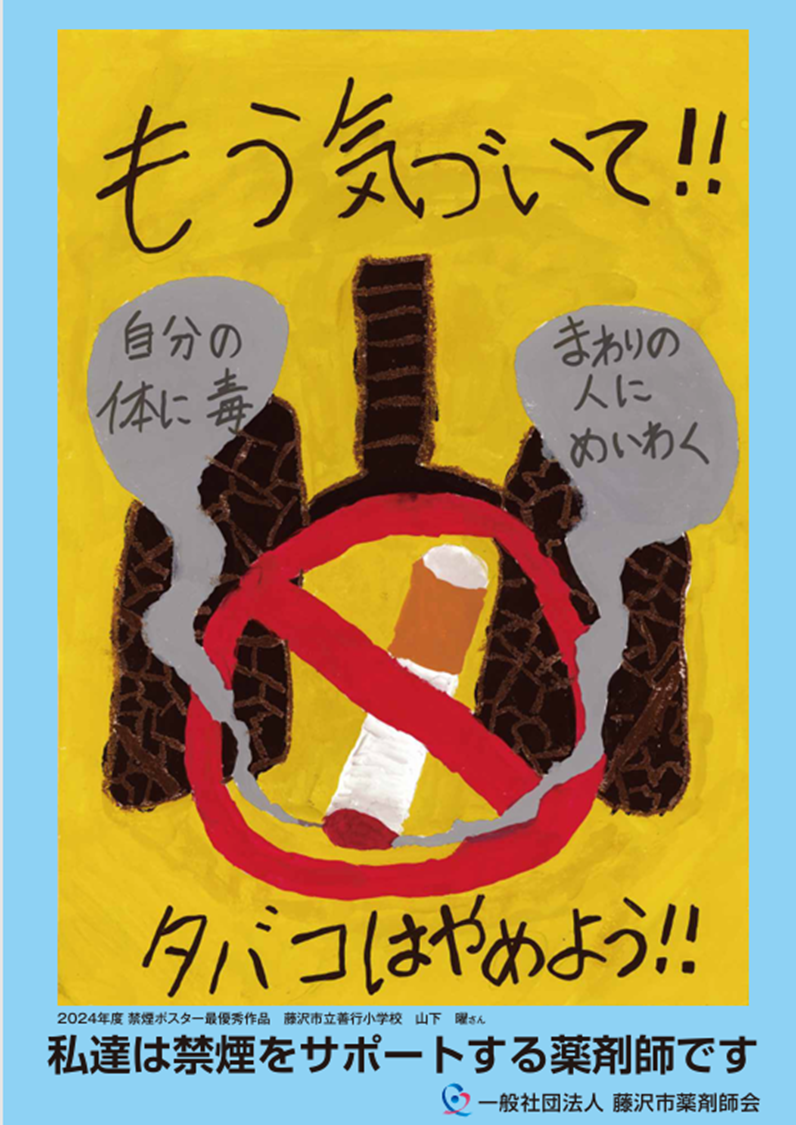 もう気づいて!!
自分の
体に毒
まわりの
人に
めいわく
タバコはやめよう!!
2024年度 禁煙ポスター最優秀作品　藤沢市立善行小学校　山下　曜さん
私達は禁煙をサポートする薬剤師です
一般社団法人 藤沢市薬剤師会